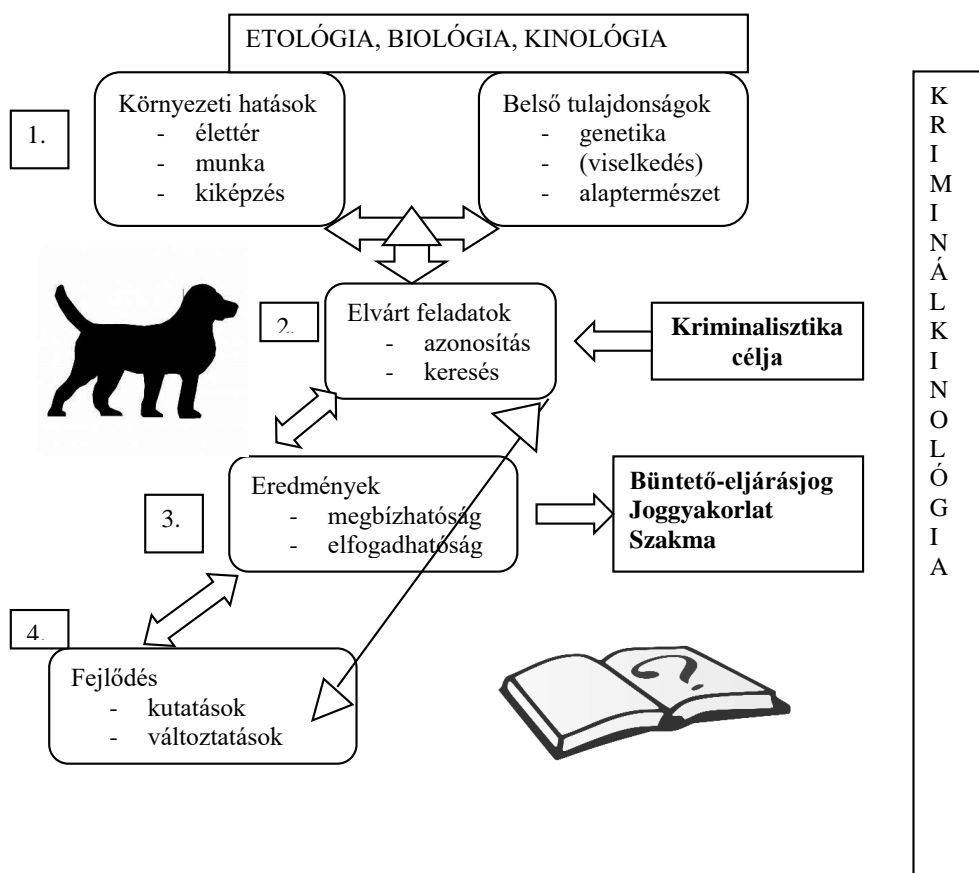 ETOLÓGIA, BIOLÓGIA, KINOLÓGIA
1.
Környezeti hatások
- élettér
- munka
- kiképzés
Belső tulajdonságok
- genetika
- (viselkedés)
- alaptermészet
2.
Elvárt feladatok
- azonosítás
- keresés
Kriminalisztika
célja
3.
Eredmények
- megbízhatóság
- elfogadhatóság
Büntető-eljárásjog
Joggyakorlat
Szakma
4.
Fejlődés
- kutatások
- változtatások
?
K
R
I
M
I
N
Á
L
K
I
N
O
L
Ó
G
I
A